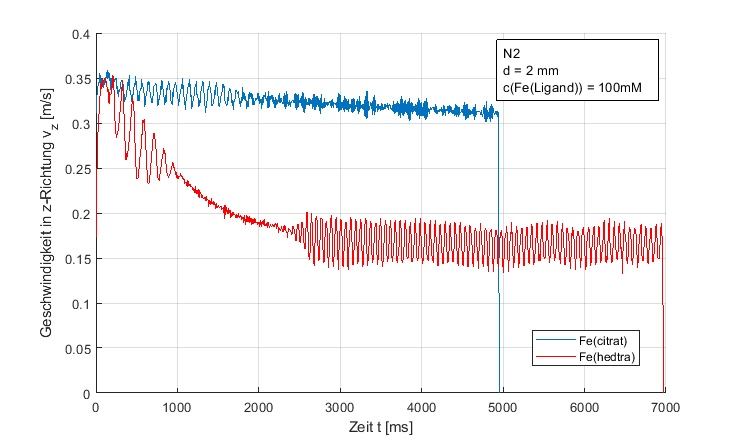 0.4
0.35
0.3
0.25
0.2
0.15
0.1
0.05
0
Geschwindigkeit in z-Richtung v_z [m/s]
N2
d = 2 mm
c(Fe(Ligand)) = 100mM
Fe(citrat)
Fe(hedtra)
0 1000 2000 3000 4000 5000 6000 7000
Zeit t [ms]